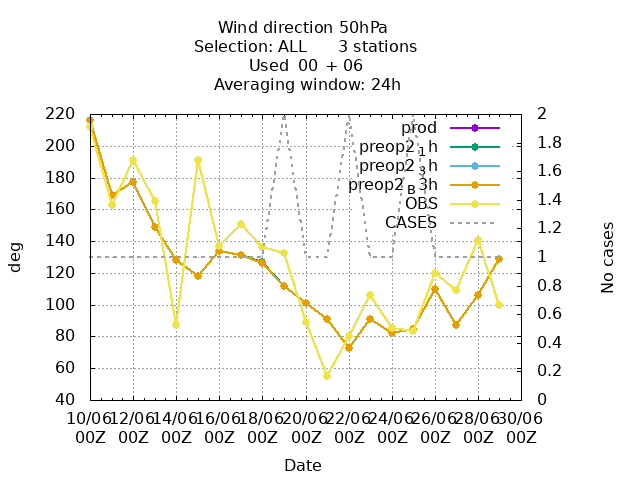 Wind direction 50hPa
Selection: ALL 3 stations
Used 00 + 06
Averaging window: 24h
220
200
180
160
140
120
100
80
60
40
deg
2
1.8
1.6
1.4
1.2
1
0.8
0.6
0.4
0.2
0
No cases
prod
preop2_1h
preop2_3h
preop2_B_3h
OBS
CASES
10/06 12/06 14/06 16/06 18/06 20/06 22/06 24/06 26/06 28/06 30/06
00Z 00Z 00Z 00Z 00Z 00Z 00Z 00Z 00Z 00Z 00Z
Date